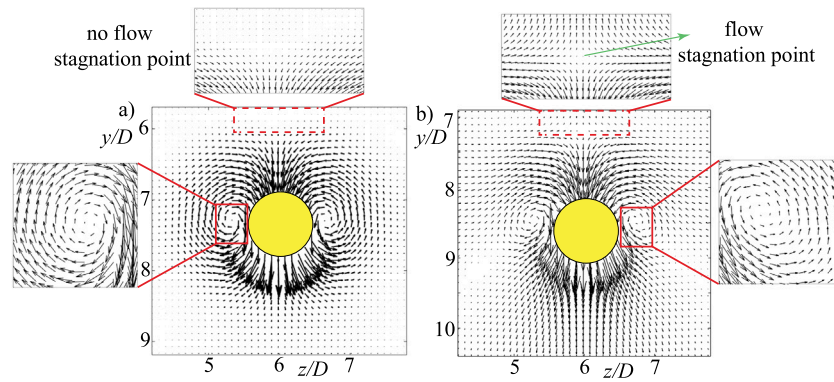 no flow
stagnation point
flow
stagnation point
a)
y/D
6
7
8
9
5
6
z/D
7
b)
y/D
7
8
9
10
5
6
z/D
7